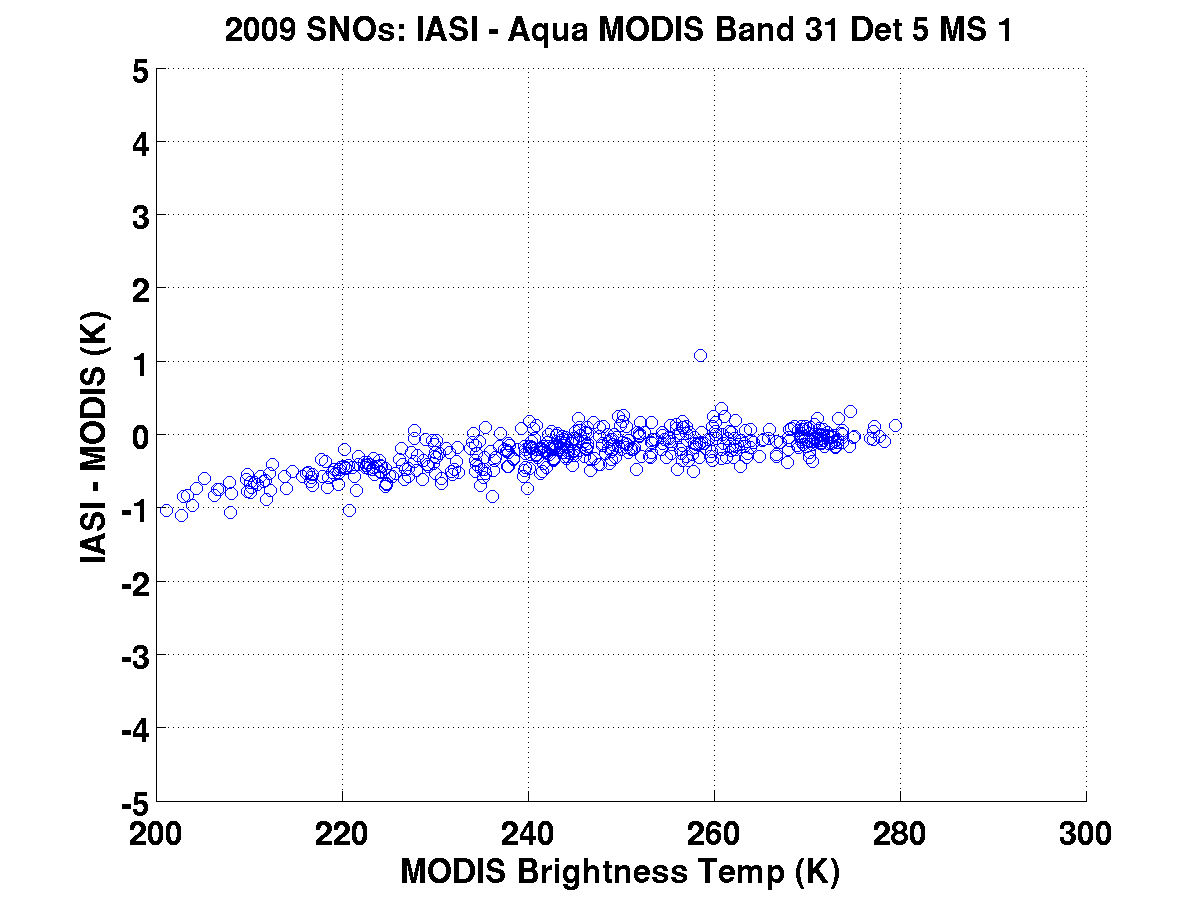 2009 SNOs: IASI - Aqua MODIS Band 31 Det 5 MS 1
5
4
3
2
1
0
-1
-2
-3
-4
-5
IASI - MODIS (K)
200 220 240 260 280 300
MODIS Brightness Temp (K)